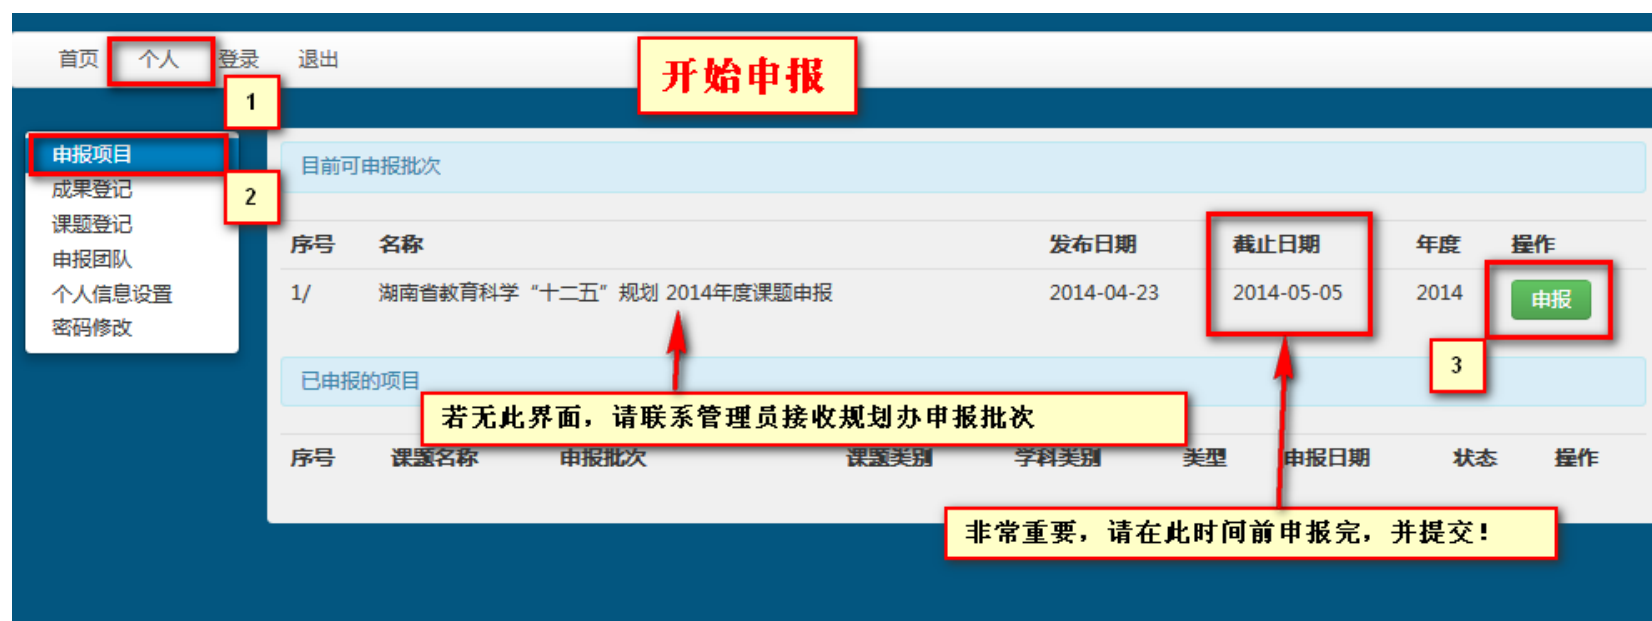 首页 个人 登录 退出
开始申报
1
申报项目
成果登记
课题登记
申报团队
个人信息设置
密码修改
2
目前可申报批次
序号 名称 发布日期 截止日期 年度 操作
1/ 湖南省教育科学“十二五”规划 2014年度课题申报 2014-04-23 2014-05-05 2014 申报
3
已申报的项目
若无此界面，请联系管理员接收规划办申报批次
序号 课题名称 申报批次 课题类别 学科类别 类型 申报日期 状态 操作
非常重要，请在此时间前申报完，并提交！